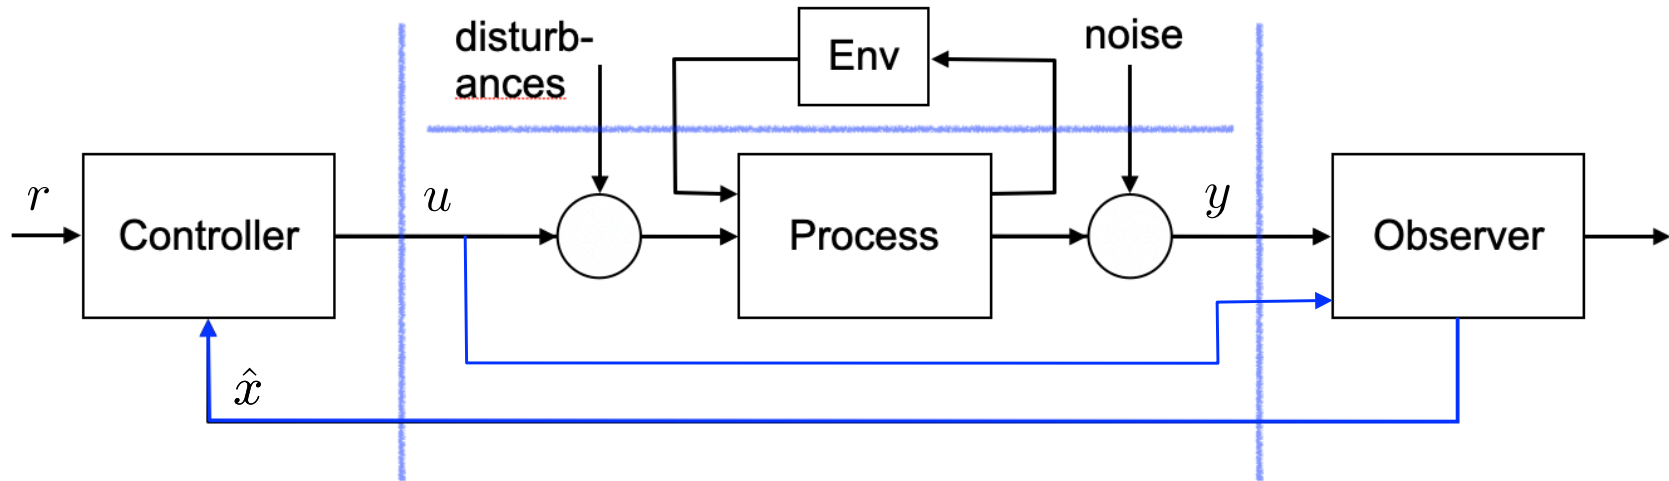 disturb-
ances
Env
noise
r
Controller
u
Process
y
Observer
x̂